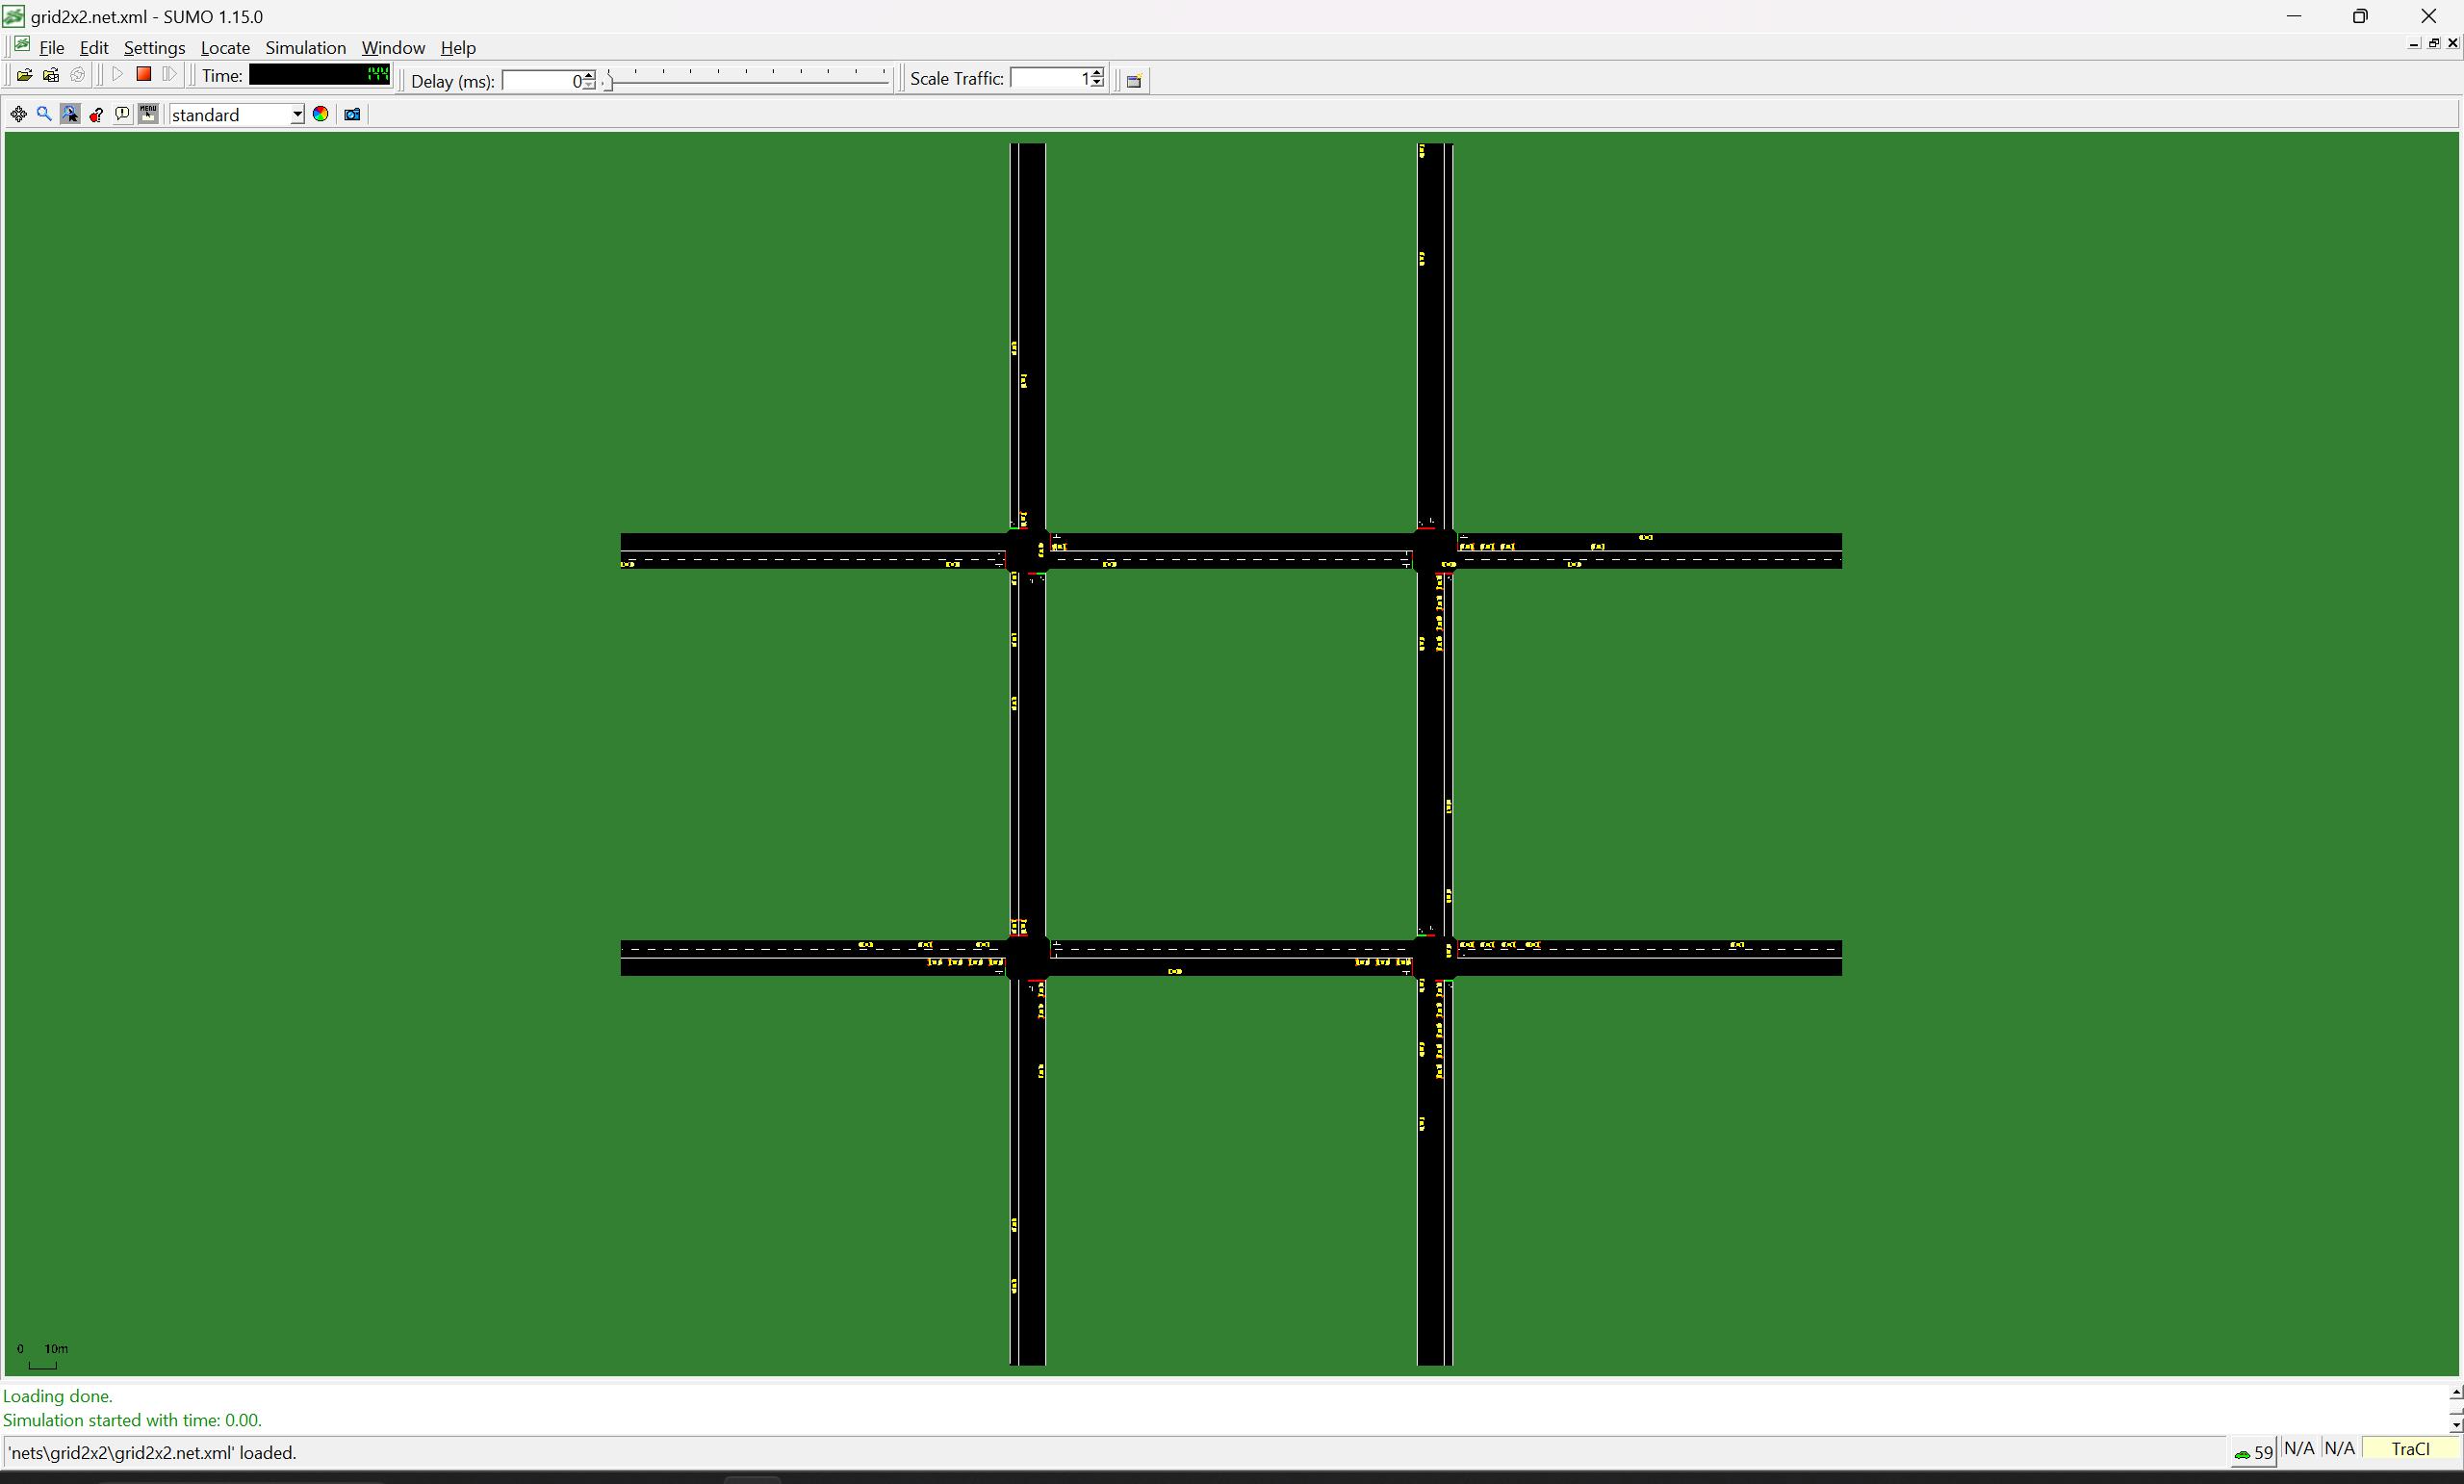 grid2x2.net.xml - SUMO 1.15.0
File Edit Settings Locate Simulation Window Help
Time: 144 Delay (ms): 0 Scale Traffic: 1
MENU standard
0 10m
Loading done.
Simulation started with time: 0.00.
'nets\grid2x2\grid2x2.net.xml' loaded. 59 N/A N/A TraCI